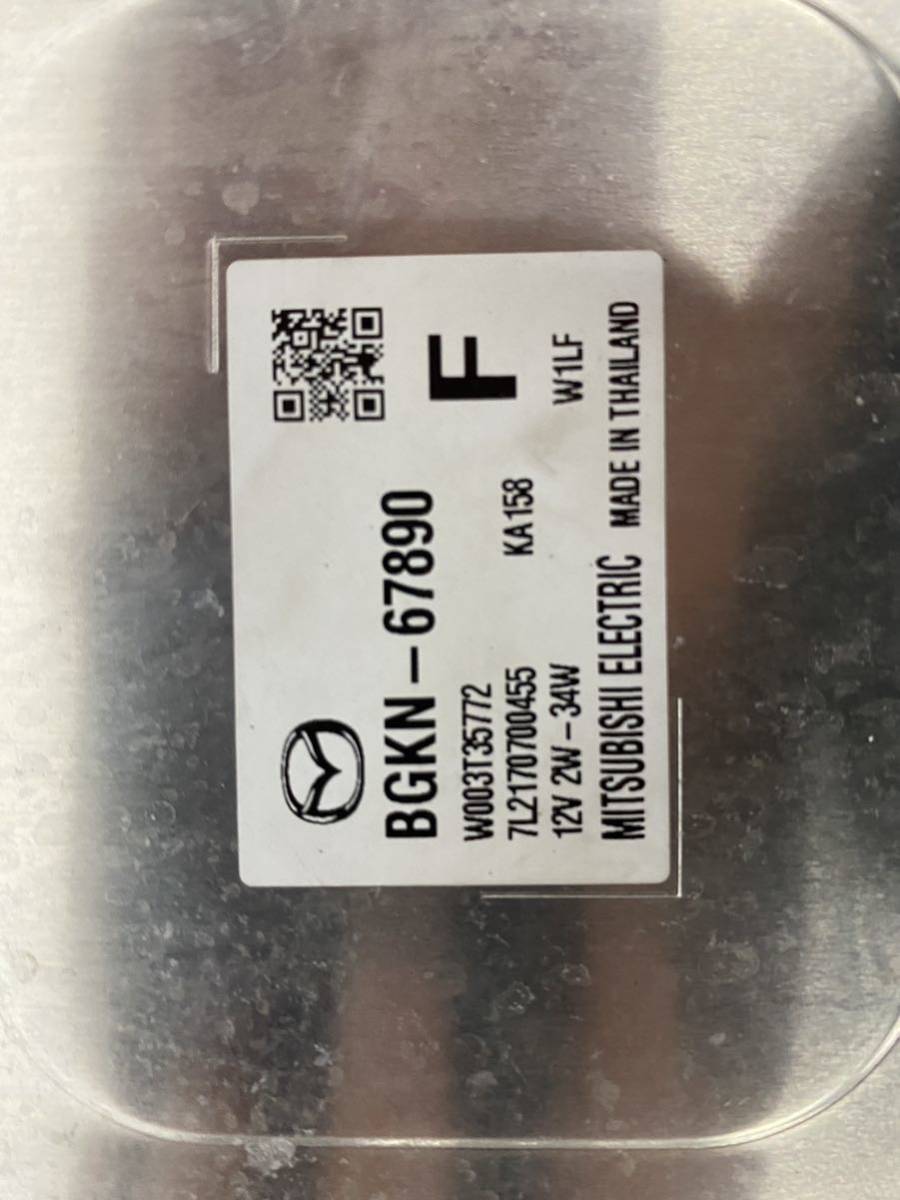 BGKN-67890
F
W003T35772
7L2170700455 KA158
12V 2W-34W W1LF
MITSUBISHI ELECTRIC MADE IN THAILAND